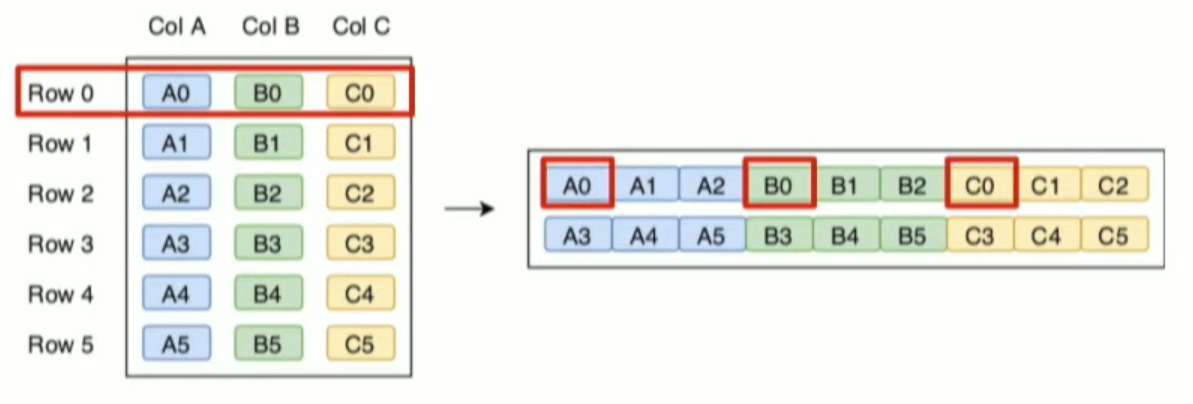 Col A Col B Col C
Row 0 A0 B0 C0
Row 1 A1 B1 C1
Row 2 A2 B2 C2
Row 3 A3 B3 C3
Row 4 A4 B4 C4
Row 5 A5 B5 C5
A0 A1 A2 B0 B1 B2 C0 C1 C2
A3 A4 A5 B3 B4 B5 C3 C4 C5